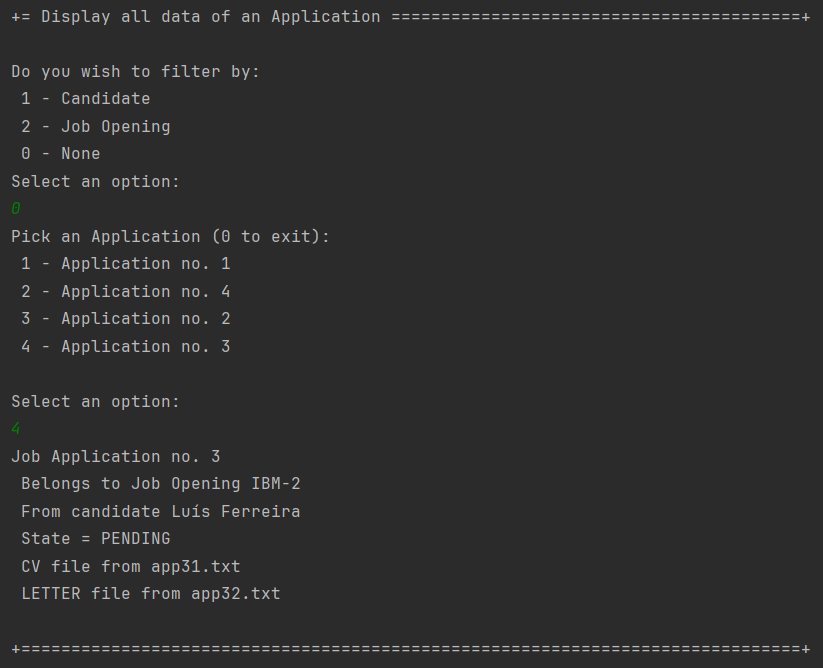 += Display all data of an Application =========================================+
Do you wish to filter by:
1 - Candidate
2 - Job Opening
0 - None
Select an option:
0
Pick an Application (0 to exit):
1 - Application no. 1
2 - Application no. 4
3 - Application no. 2
4 - Application no. 3
Select an option:
4
Job Application no. 3
Belongs to Job Opening IBM-2
From candidate Luís Ferreira
State = PENDING
CV file from app31.txt
LETTER file from app32.txt
+==============================================================================+